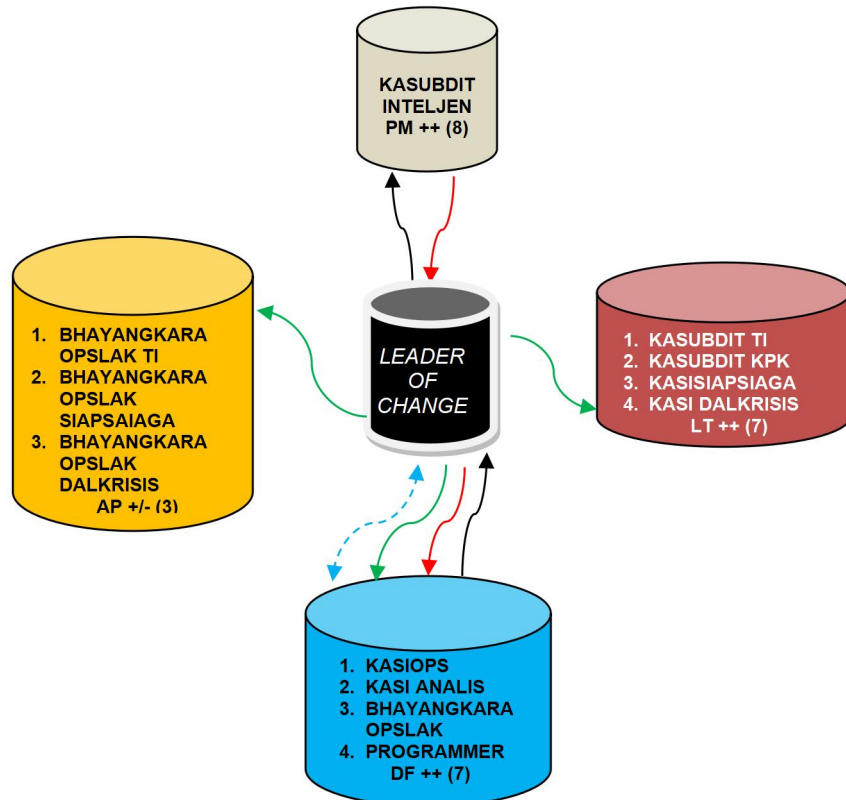 KASUBDIT
INTELJEN
PM ++ (8)
1. BHAYANGKARA
OPSLAK TI
2. BHAYANGKARA
OPSLAK
SIAPSAIAGA
3. BHAYANGKARA
OPSLAK
DALKRISIS
AP +/- (3)
LEADER
OF
CHANGE
1. KASUBDIT TI
2. KASUBDIT KPK
3. KASISIAPSIAGA
4. KASI DALKRISIS
LT ++ (7)
1. KASIOPS
2. KASI ANALIS
3. BHAYANGKARA
OPSLAK
4. PROGRAMMER
DF ++ (7)